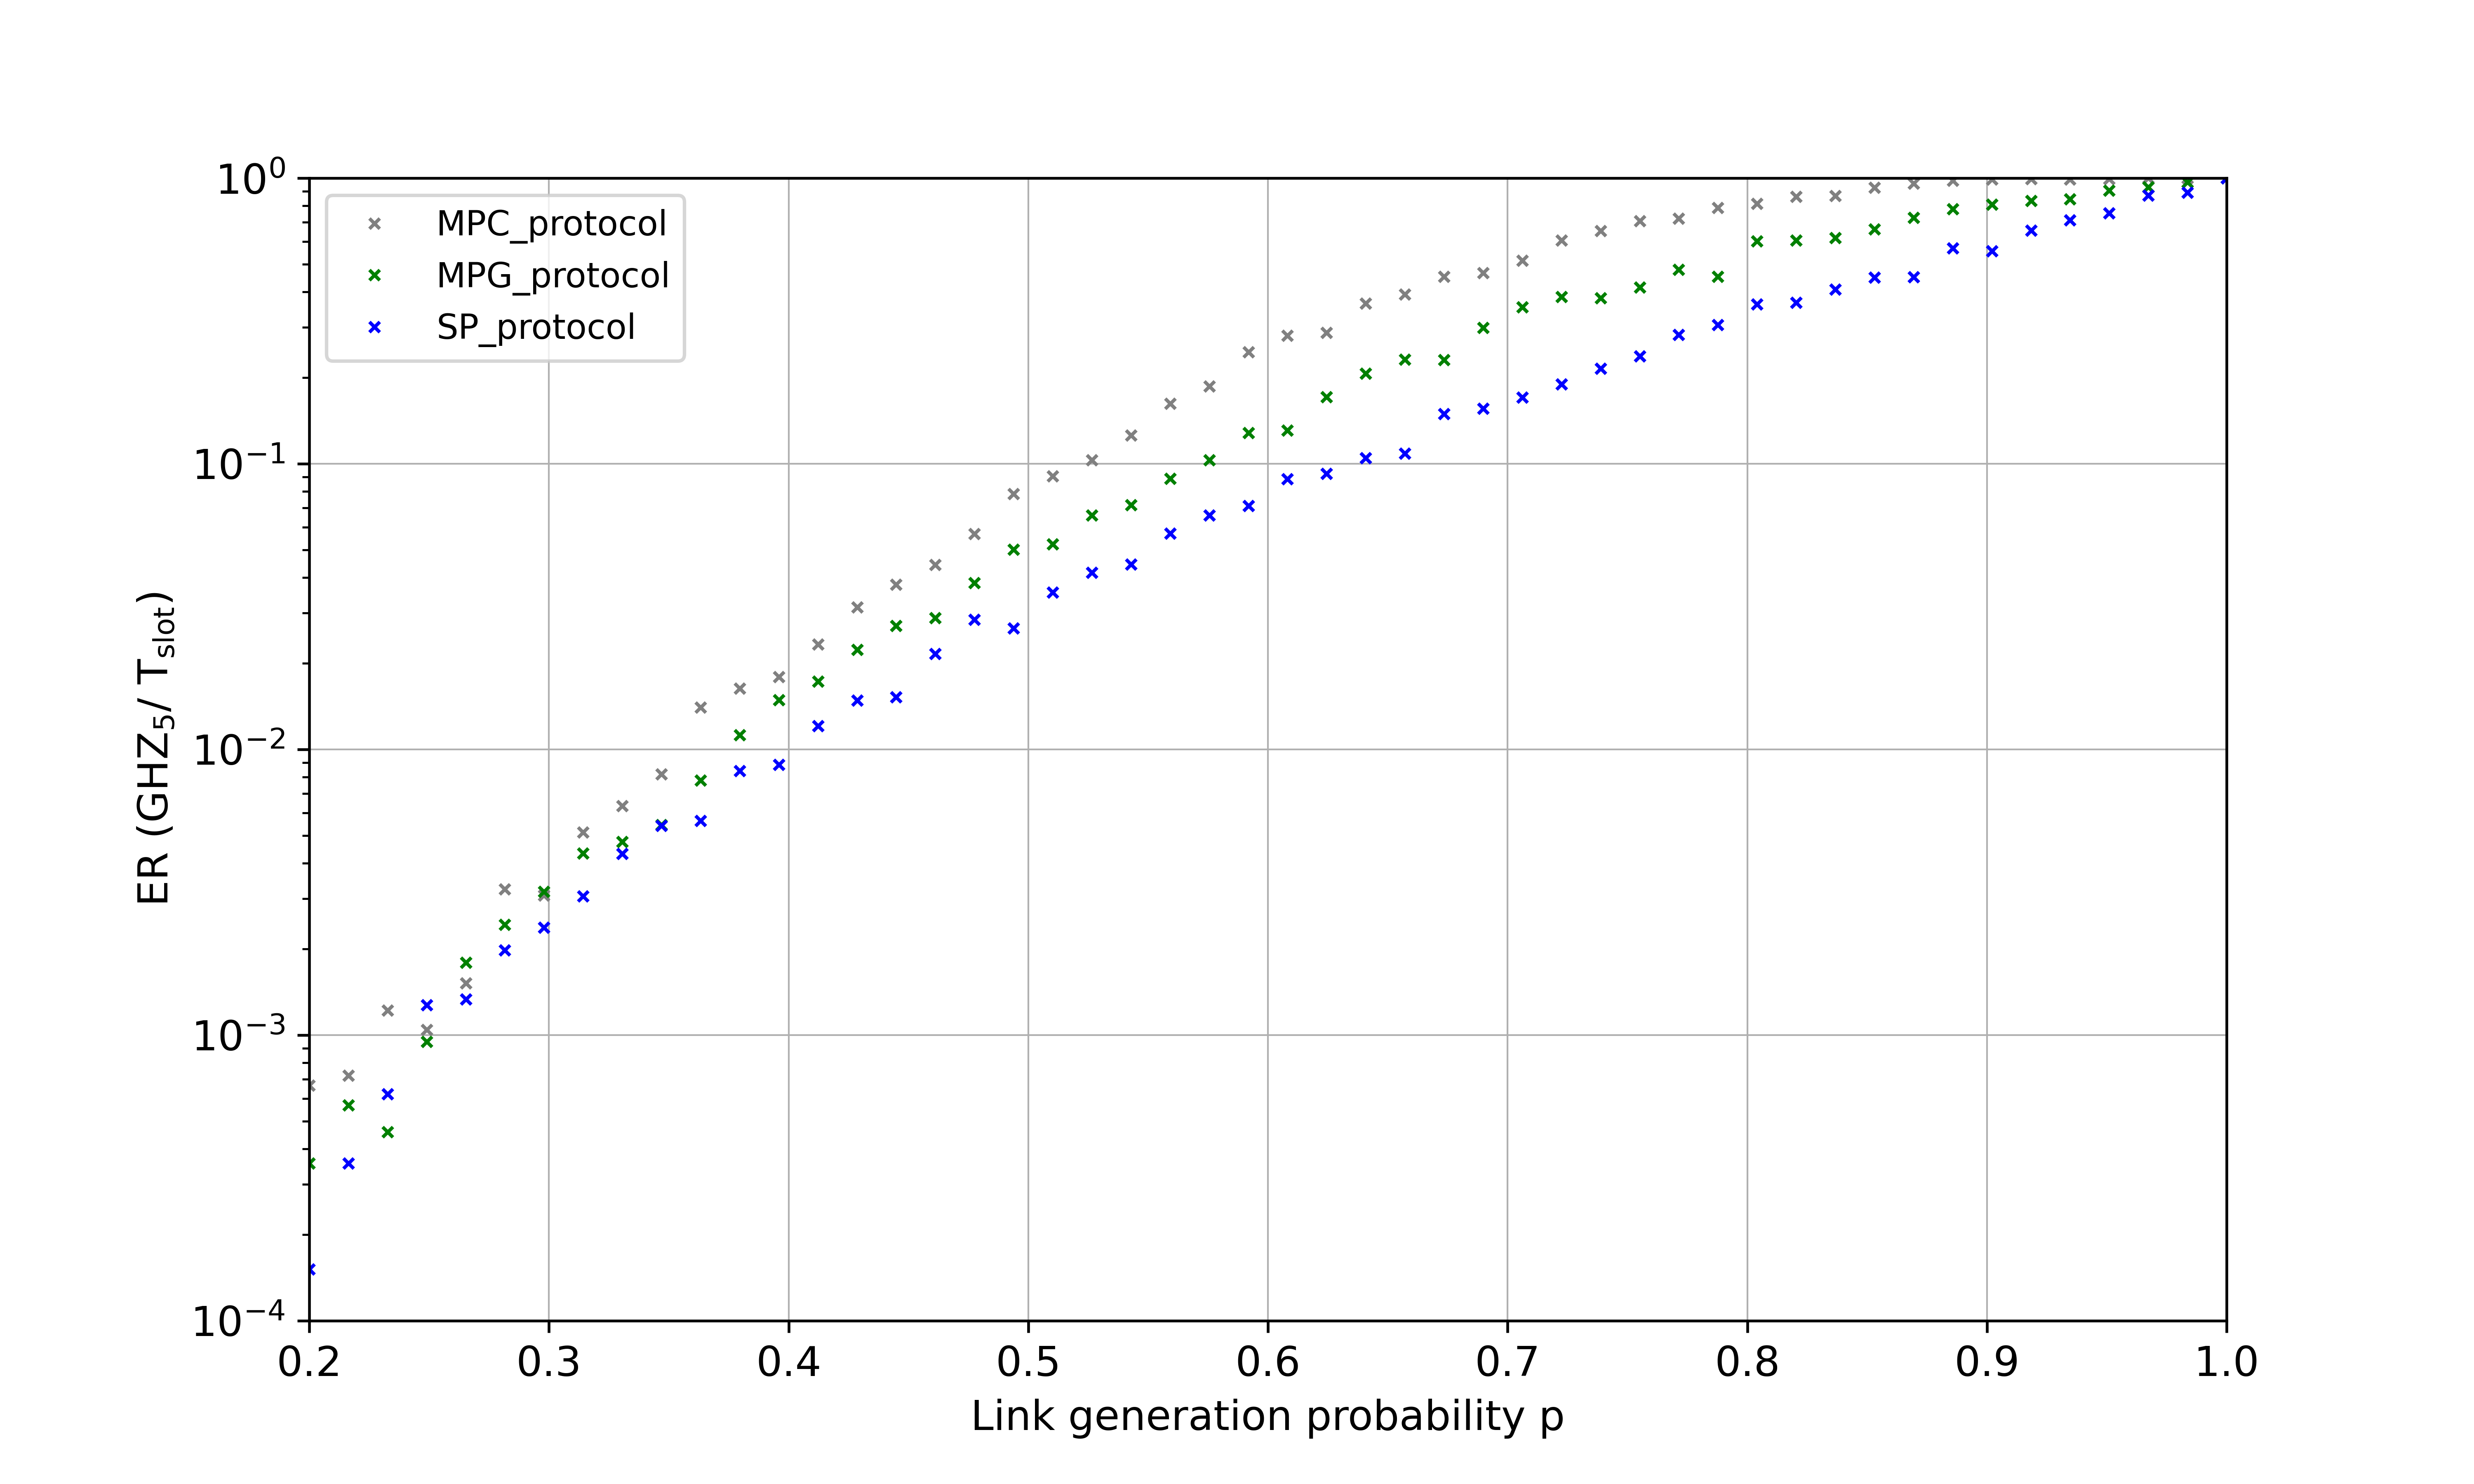 10⁰
10⁻¹
10⁻²
10⁻³
10⁻⁴
MPC_protocol
MPG_protocol
SP_protocol
ER (GHZ₅/ Tₛₗₒₜ)
0.2 0.3 0.4 0.5 0.6 0.7 0.8 0.9 1.0
Link generation probability p